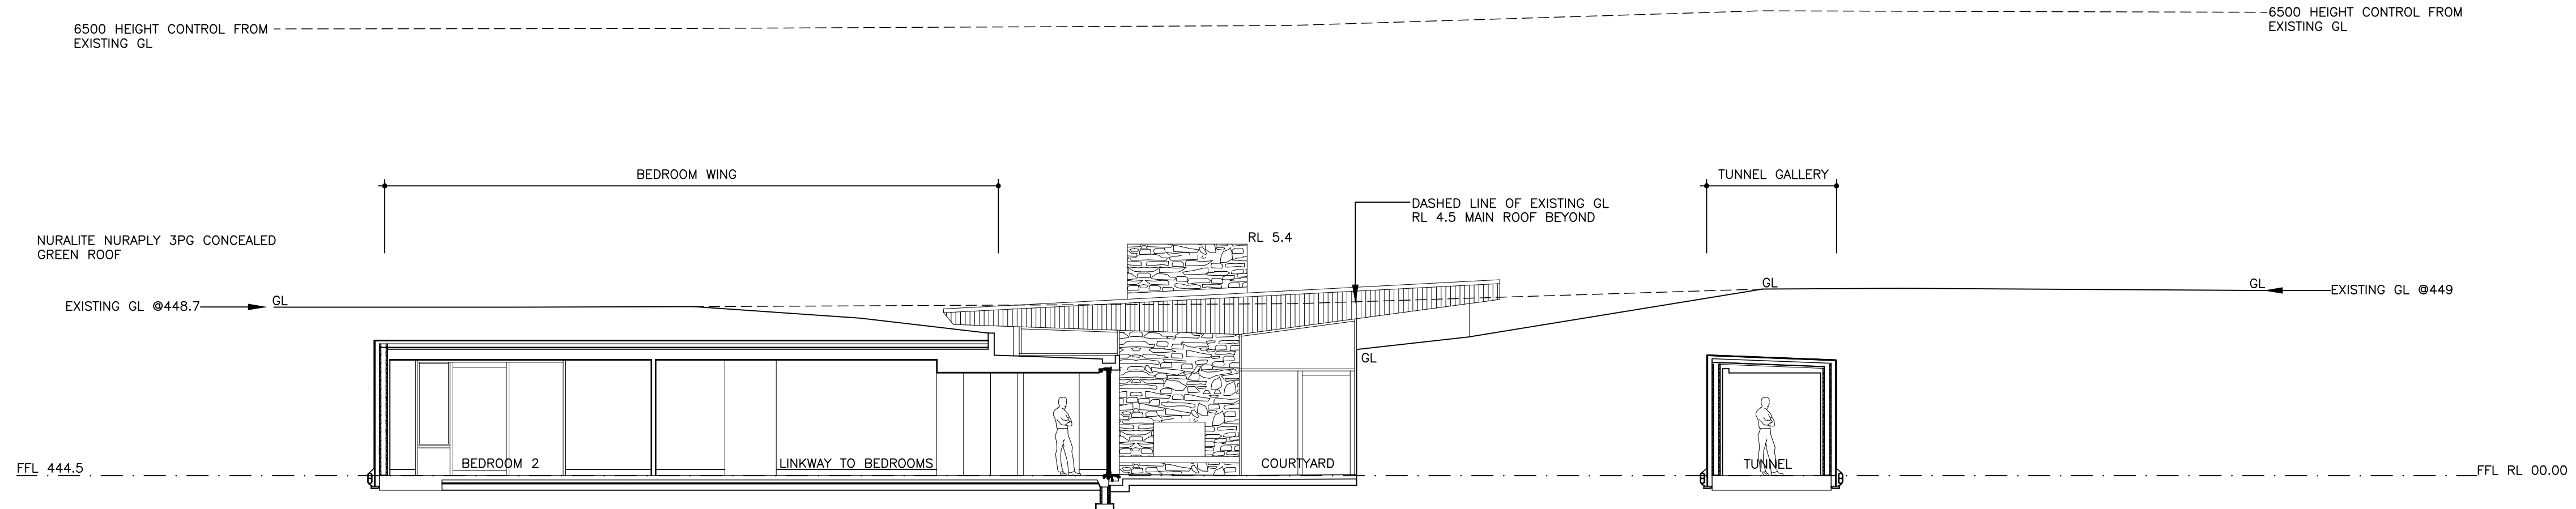 6500 HEIGHT CONTROL FROM
EXISTING GL
6500 HEIGHT CONTROL FROM
EXISTING GL
BEDROOM WING
TUNNEL GALLERY
DASHED LINE OF EXISTING GL
RL 4.5 MAIN ROOF BEYOND
NURALITE NURAPLY 3PG CONCEALED
GREEN ROOF
RL 5.4
EXISTING GL @448.7
GL
GL
GL
EXISTING GL @449
GL
FFL 444.5
BEDROOM 2
LINKWAY TO BEDROOMS
COURTYARD
TUNNEL
FFL RL 00.00